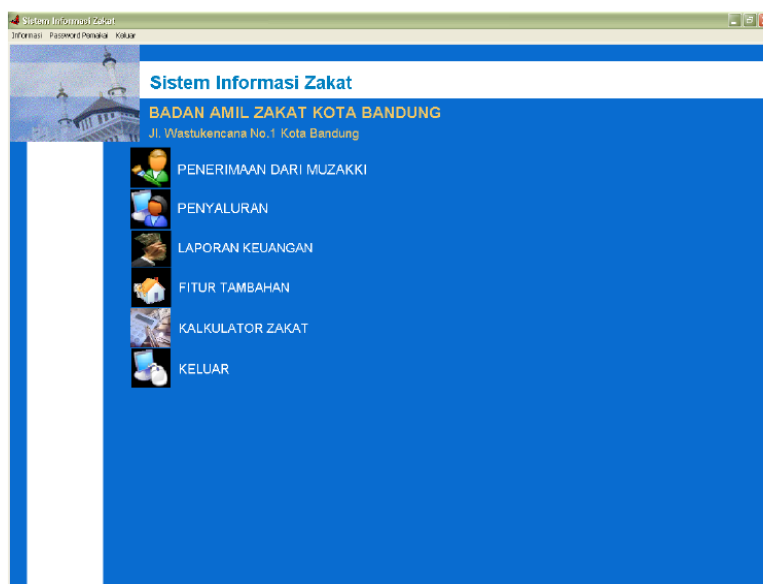 Sistem Informasi Zakat
Informasi Password Pemakai Keluar
Sistem Informasi Zakat
BADAN AMIL ZAKAT KOTA BANDUNG
Jl. Wastukencana No.1 Kota Bandung
PENERIMAAN DARI MUZAKKI
PENYALURAN
LAPORAN KEUANGAN
FITUR TAMBAHAN
KALKULATOR ZAKAT
KELUAR